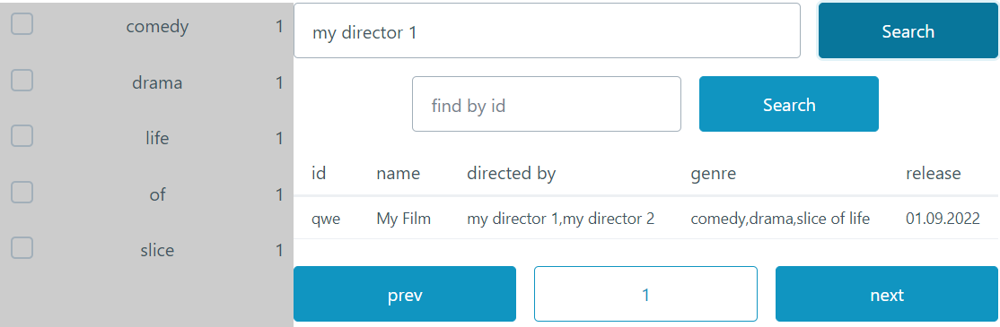 comedy 1
drama 1
life 1
of 1
slice 1
my director 1 Search
find by id Search
id name directed by genre release
qwe My Film my director 1,my director 2 comedy,drama,slice of life 01.09.2022
prev 1 next